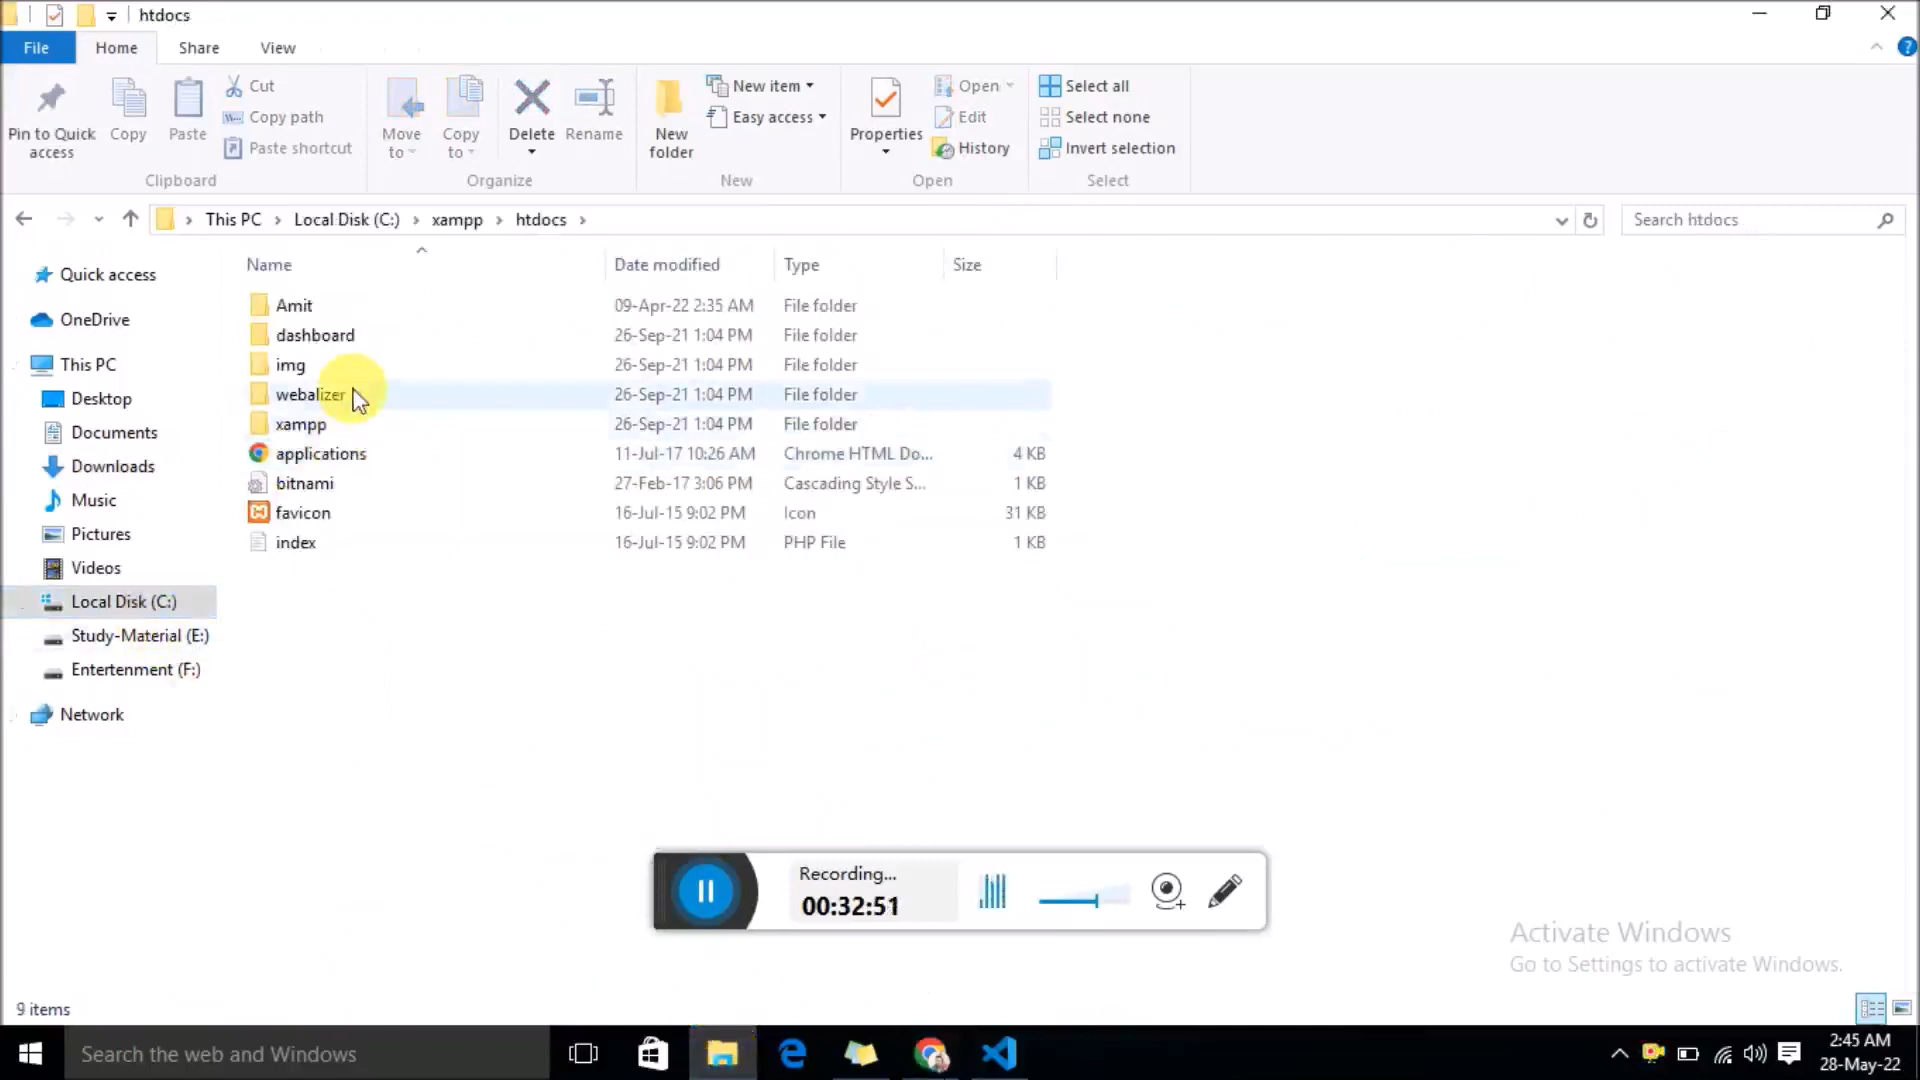 htdocs
File Home Share View
Pin to Quick access
Copy
Paste
Cut
Copy path
Paste shortcut
Clipboard
Move to
Copy to
Delete
Rename
Organize
New folder
New item
Easy access
New
Properties
Open
Edit
History
Open
Select all
Select none
Invert selection
Select
This PC > Local Disk (C:) > xampp > htdocs >
Search htdocs
Quick access
OneDrive
This PC
Desktop
Documents
Downloads
Music
Pictures
Videos
Local Disk (C:)
Study-Material (E:)
Entertenment (F:)
Network
Name Date modified Type Size
Amit 09-Apr-22 2:35 AM File folder
dashboard 26-Sep-21 1:04 PM File folder
img 26-Sep-21 1:04 PM File folder
webalizer 26-Sep-21 1:04 PM File folder
xampp 26-Sep-21 1:04 PM File folder
applications 11-Jul-17 10:26 AM Chrome HTML Do... 4 KB
bitnami 27-Feb-17 3:06 PM Cascading Style S... 1 KB
favicon 16-Jul-15 9:02 PM Icon 31 KB
index 16-Jul-15 9:02 PM PHP File 1 KB
Recording...
00:32:51
Activate Windows
Go to Settings to activate Windows.
9 items
Search the web and Windows
2:45 AM
28-May-22